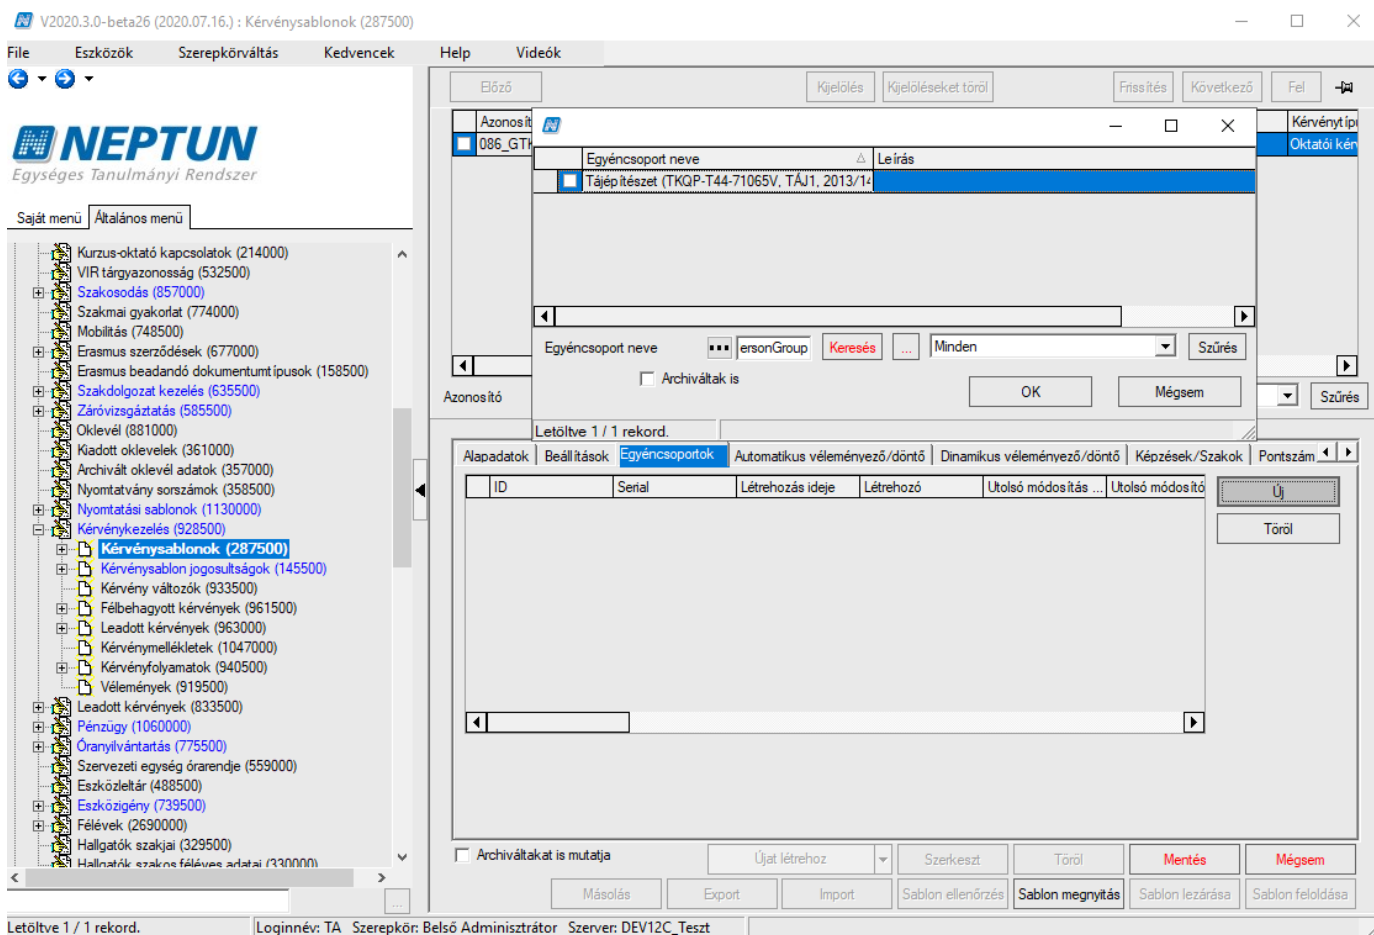 V2020.3.0-beta26 (2020.07.16.) : Kérvénysablonok (287500)
File Eszközök Szerepkörváltás Kedvencek Help Videók
NEPTUN
Egységes Tanulmányi Rendszer
Saját menü Általános menü
Kurzus-oktató kapcsolatok (214000)
VIR tárgyazonosság (532500)
Szakosodás (857000)
Szakmai gyakorlat (774000)
Mobilitás (748500)
Erasmus szerződések (677000)
Erasmus beadandó dokumentumtípusok (158500)
Szakdolgozat kezelés (635500)
Záróvizsgáztatás (585500)
Oklevél (881000)
Kiadott oklevelek (361000)
Archivált oklevél adatok (357000)
Nyomtatvány sorszámok (358500)
Nyomtatási sablonok (1130000)
Kérvénykezelés (928500)
Kérvénysablonok (287500)
Kérvénysablon jogosultságok (145500)
Kérvény változók (933500)
Félbehagyott kérvények (961500)
Leadott kérvények (963000)
Kérvénymellékletek (1047000)
Kérvényfolyamatok (940500)
Vélemények (919500)
Leadott kérvények (833500)
Pénzügy (1060000)
Óranyilvántartás (775500)
Szervezeti egység órarendje (559000)
Eszközleltár (488500)
Eszközigény (739500)
Félévek (2690000)
Hallgatók szakjai (329500)
Hallgatók szakos féléves adatai (330000)
...
Előző Kijelölés Kijelöléseket töröl Frissítés Következő Fel
Azonosít Kérvénytípu
086_GTK Oktatói kérv
Egyéncsoport neve Leírás
Tájépítészet (TKQP-T44-71065V, TÁJ1, 2013/14
Egyéncsoport neve ersonGroup Keresés ... Minden Szűrés
Archiváltak is OK Mégsem
Letöltve 1 / 1 rekord.
Azonosító Szűrés
Alapadatok Beállítások Egyéncsoportok Automatikus véleményező/döntő Dinamikus véleményező/döntő Képzések/Szakok Pontszám
ID Serial Létrehozás ideje Létrehozó Utolsó módosítás ... Utolsó módosító
Új
Töröl
Archiváltakat is mutatja Újat létrehoz Szerkeszt Töröl Mentés Mégsem
Másolás Export Import Sablon ellenőrzés Sablon megnyitás Sablon lezárása Sablon feloldása
Letöltve 1 / 1 rekord. Loginnév: TA Szerepkör: Belső Adminisztrátor Szerver: DEV12C_Teszt